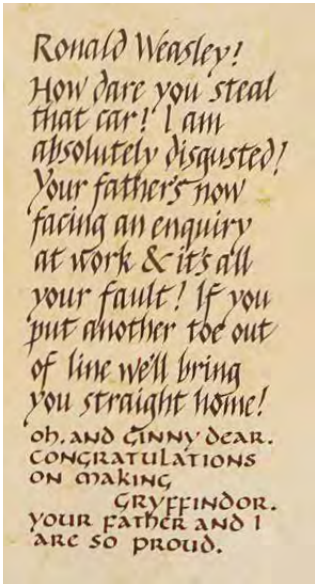 Ronald Weasley!
How dare you steal
that car! I am
absolutely disgusted!
Your father's now
facing an enquiry
at work & it's all
your fault! If you
put another toe out
of line we'll bring
you straight home!
oh, and Ginny dear.
congratulations
on making
Gryffindor.
your father and I
are so proud.